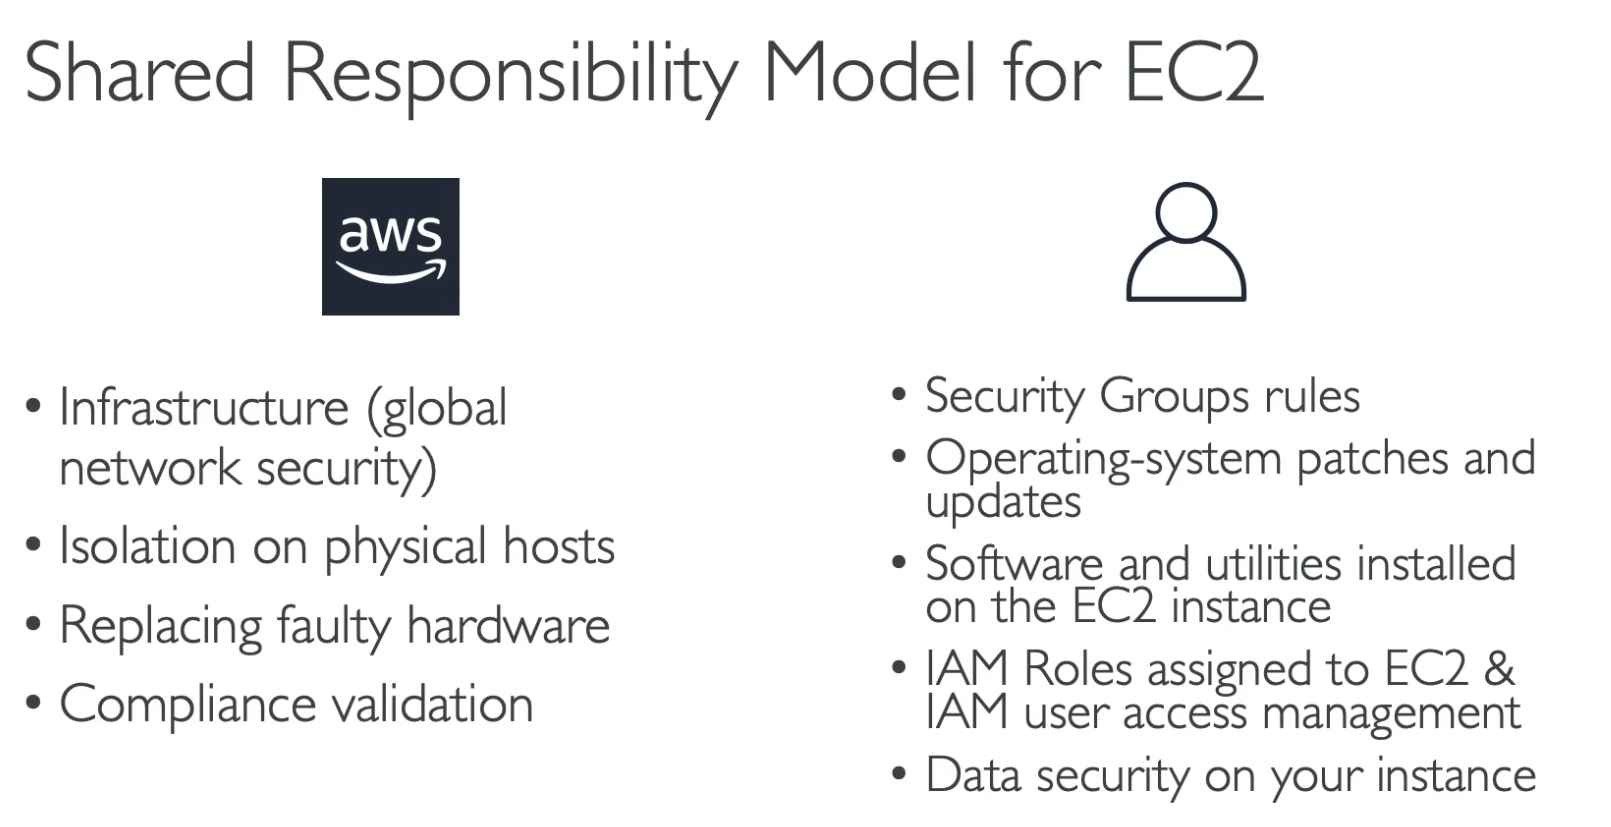 Shared Responsibility Model for EC2
aws
• Infrastructure (global
network security)
• Isolation on physical hosts
• Replacing faulty hardware
• Compliance validation
• Security Groups rules
• Operating-system patches and
updates
• Software and utilities installed
on the EC2 instance
• IAM Roles assigned to EC2 &
IAM user access management
• Data security on your instance